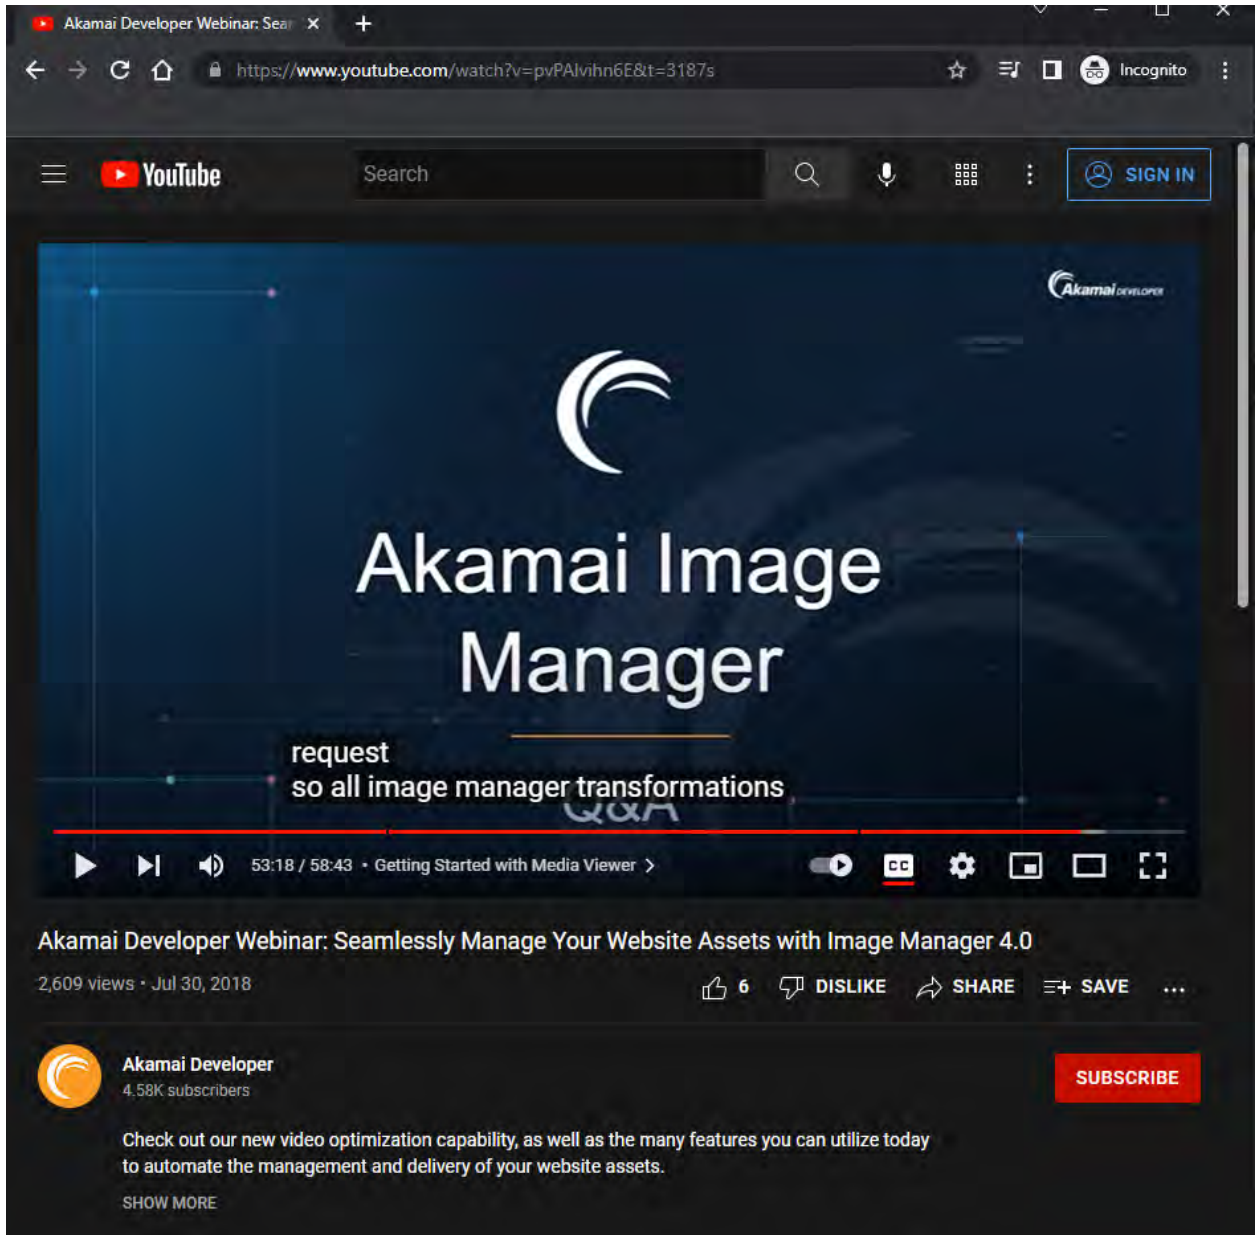 Akamai Developer Webinar: Sea
https://www.youtube.com/watch?v=pvPAlvihn6E&t=3187s
Incognito
YouTube
Search
SIGN IN
Akamai DEVELOPER
Akamai Image
Manager
request
so all image manager transformations
Q&A
53:18 / 58:43 • Getting Started with Media Viewer
CC
Akamai Developer Webinar: Seamlessly Manage Your Website Assets with Image Manager 4.0
2,609 views • Jul 30, 2018
6 DISLIKE SHARE SAVE ...
Akamai Developer
4.58K subscribers
SUBSCRIBE
Check out our new video optimization capability, as well as the many features you can utilize today
to automate the management and delivery of your website assets.
SHOW MORE